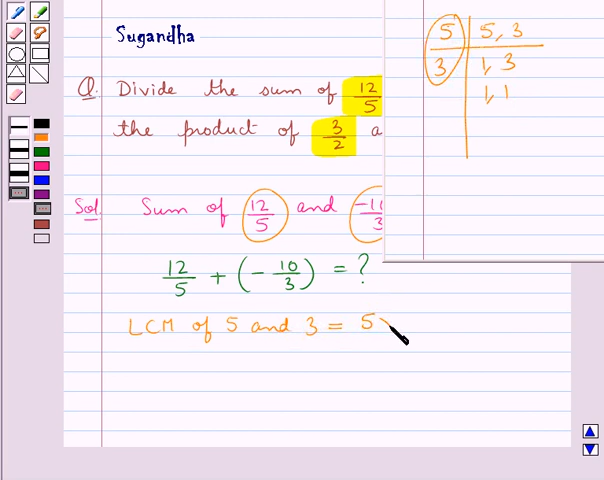 Sugandha
Q. Divide the sum of 12/5
the product of 3/2 a
Sol. Sum of 12/5 and -10/3
12/5 + (- 10/3) = ?
LCM of 5 and 3 = 5
5 | 5, 3
3 | 1, 3
1, 1